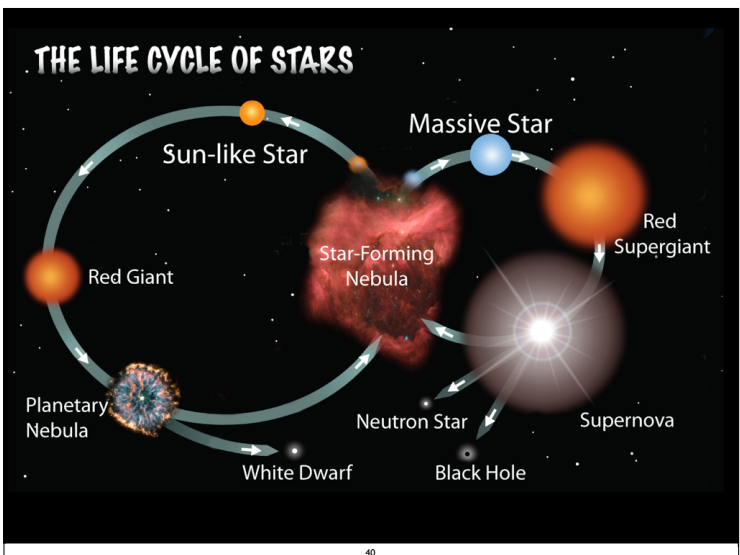 THE LIFE CYCLE OF STARS
Massive Star
Sun-like Star
Red
Supergiant
Star-Forming
Nebula
Red Giant
Planetary
Nebula
Neutron Star
Supernova
White Dwarf
Black Hole
40